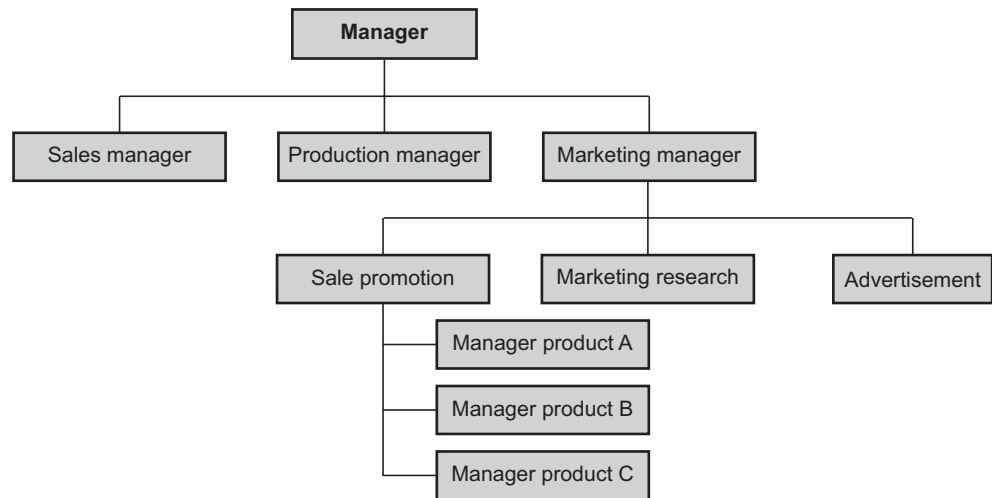 Manager
Sales manager
Production manager
Marketing manager
Sale promotion
Marketing research
Advertisement
Manager product A
Manager product B
Manager product C